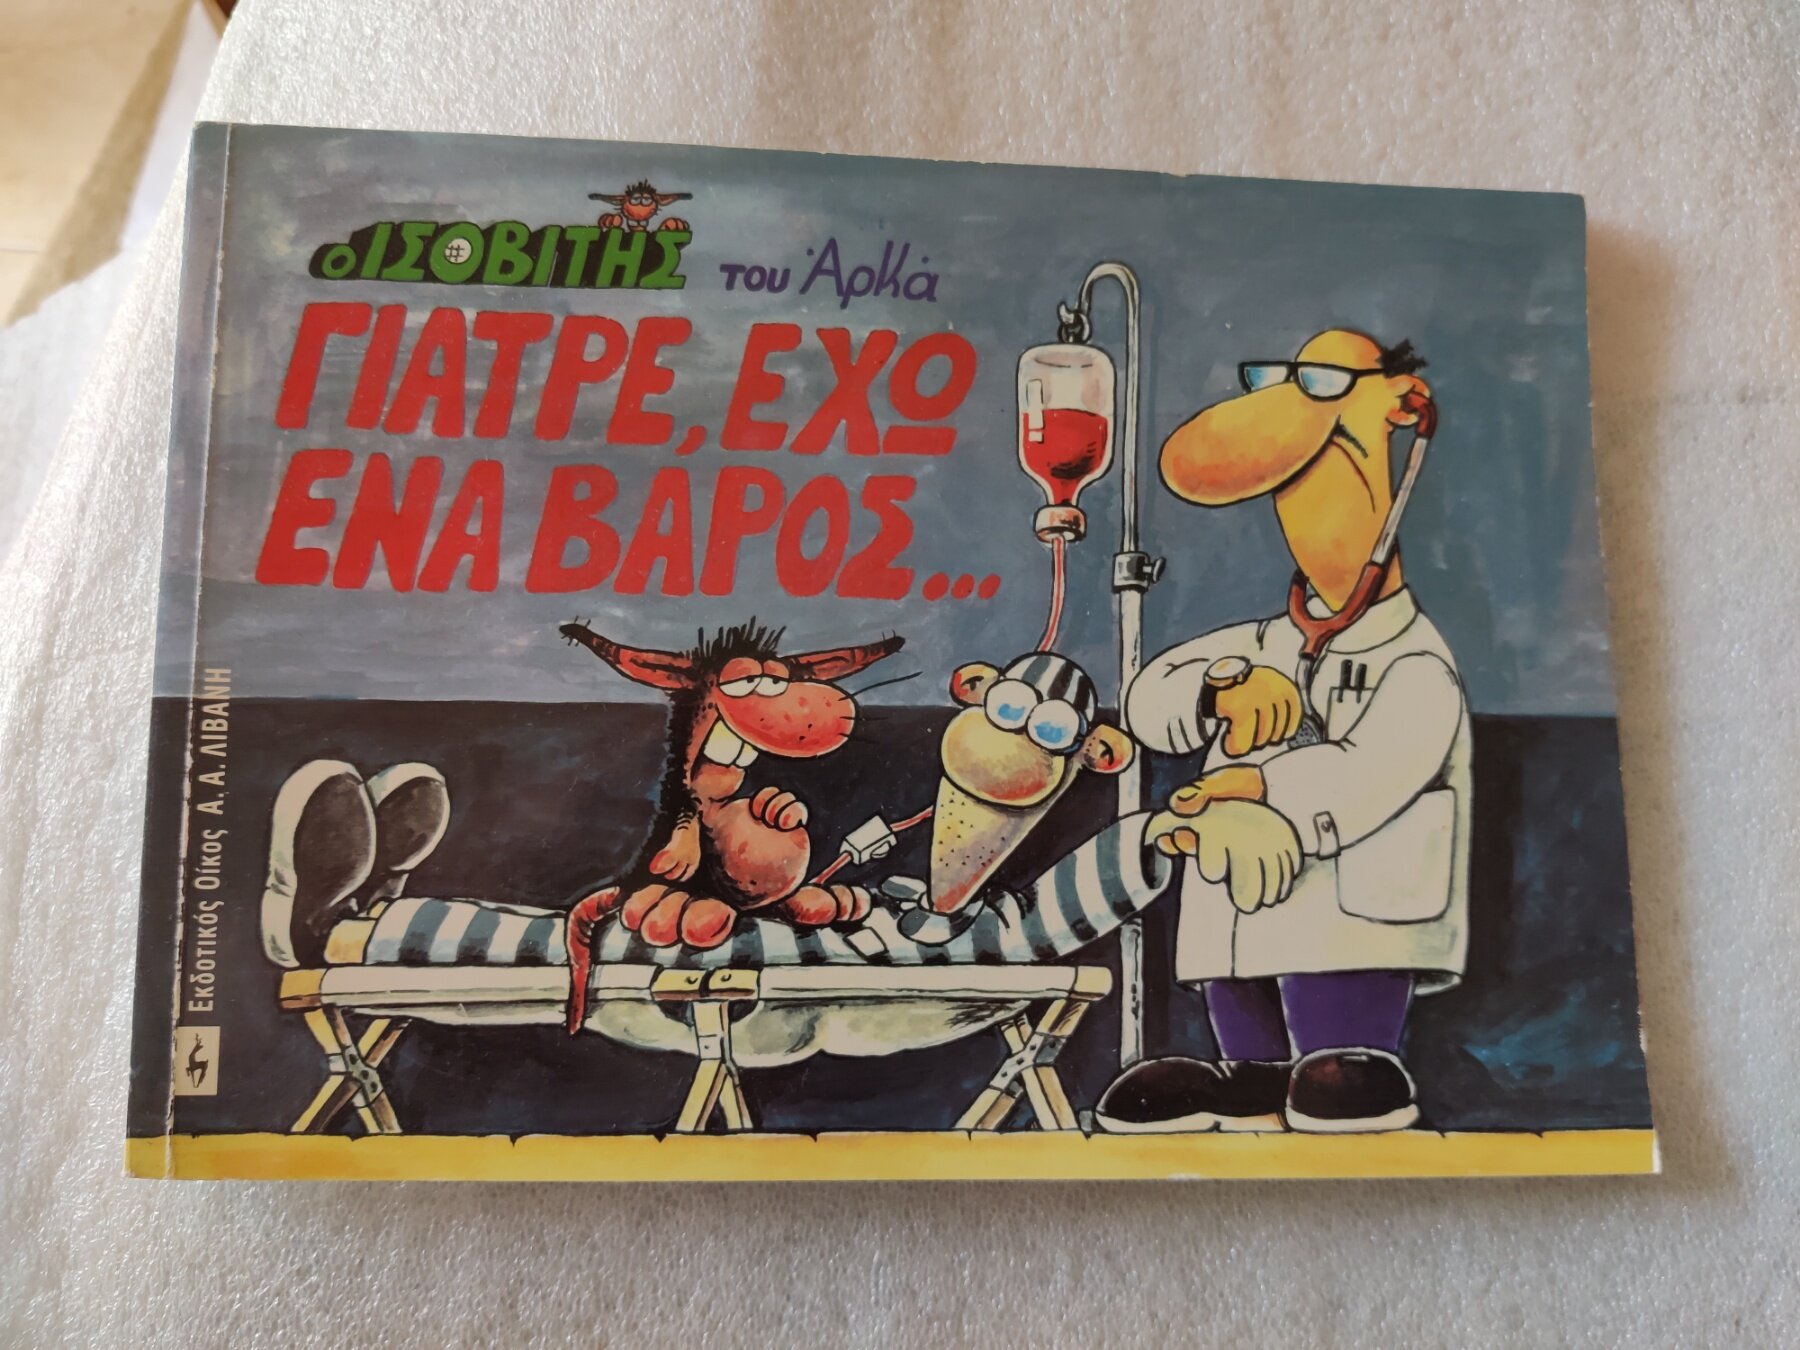 ο ΙΣΟΒΙΤΗΣ του Αρκά
ΓΙΑΤΡΕ, ΕΧΩ
ΕΝΑ ΒΑΡΟΣ...
Εκδοτικός Οίκος Α. Α. ΛΙΒΑΝΗ